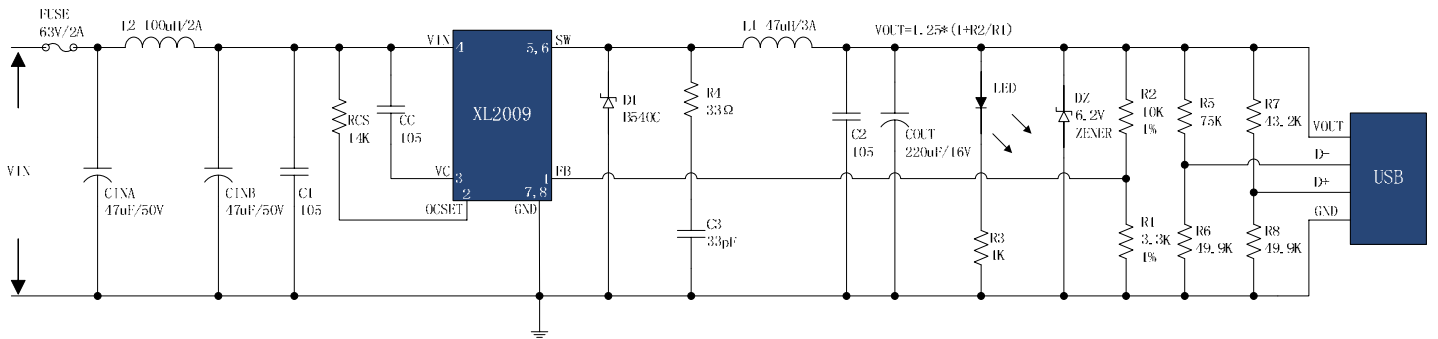 FUSE
63V/2A
L2 100uH/2A
VIN
CINA
47uF/50V
CINB
47uF/50V
C1
105
RCS
14K
CC
105
VIN
4
5,6
SW
XL2009
VC
3
2
OCSET
1
FB
7,8
GND
D1
B540C
R4
33Ω
C3
33pF
L1 47uH/3A
VOUT=1.25*(1+R2/R1)
C2
105
COUT
220uF/16V
LED
R3
1K
DZ
6.2V
ZENER
R2
10K
1%
R1
3.3K
1%
R5
75K
R6
49.9K
R7
43.2K
R8
49.9K
VOUT
D-
D+
GND
USB